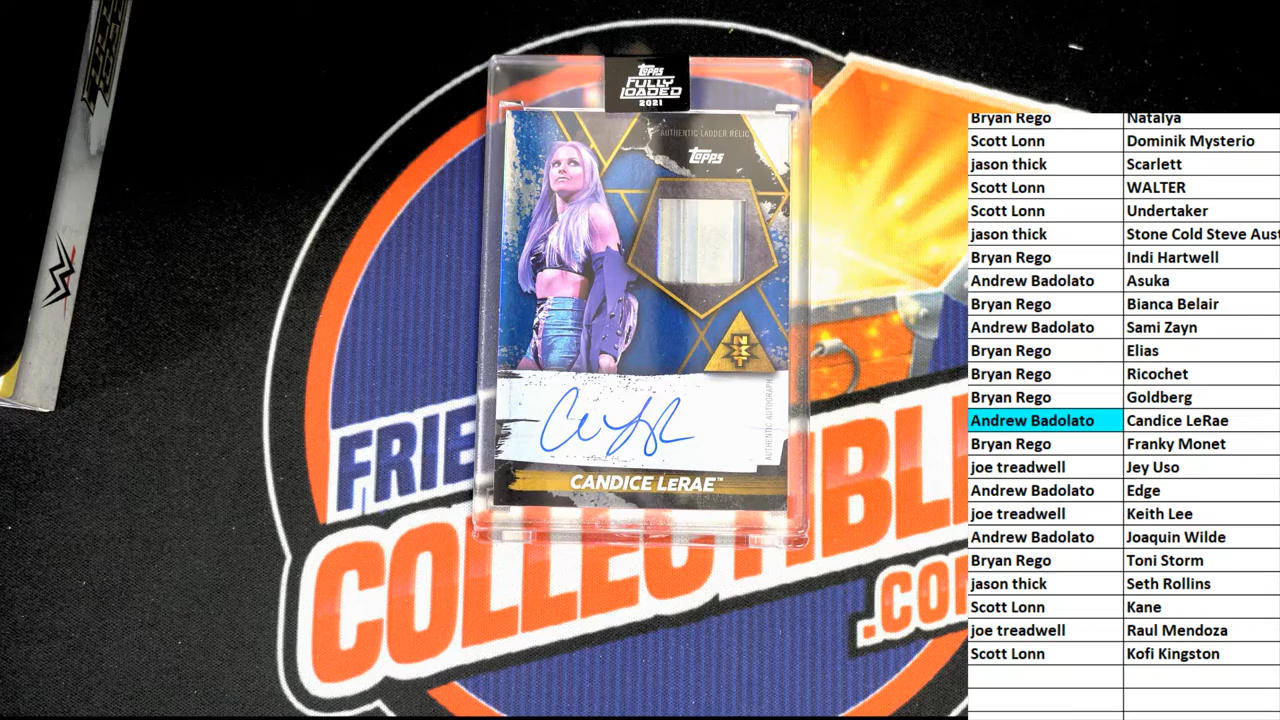 TOPPS
FULLY
LOADED
2021
AUTHENTIC LADDER RELIC
TOPPS
NXT
AUTHENTIC AUTOGRAPH
CANDICE LERAE™
FRIE
COLLECTIBL
.CO
Bryan Rego Natalya
Scott Lonn Dominik Mysterio
jason thick Scarlett
Scott Lonn WALTER
Scott Lonn Undertaker
jason thick Stone Cold Steve Aust
Bryan Rego Indi Hartwell
Andrew Badolato Asuka
Bryan Rego Bianca Belair
Andrew Badolato Sami Zayn
Bryan Rego Elias
Bryan Rego Ricochet
Bryan Rego Goldberg
Andrew Badolato Candice LeRae
Bryan Rego Franky Monet
joe treadwell Jey Uso
Andrew Badolato Edge
joe treadwell Keith Lee
Andrew Badolato Joaquin Wilde
Bryan Rego Toni Storm
jason thick Seth Rollins
Scott Lonn Kane
joe treadwell Raul Mendoza
Scott Lonn Kofi Kingston